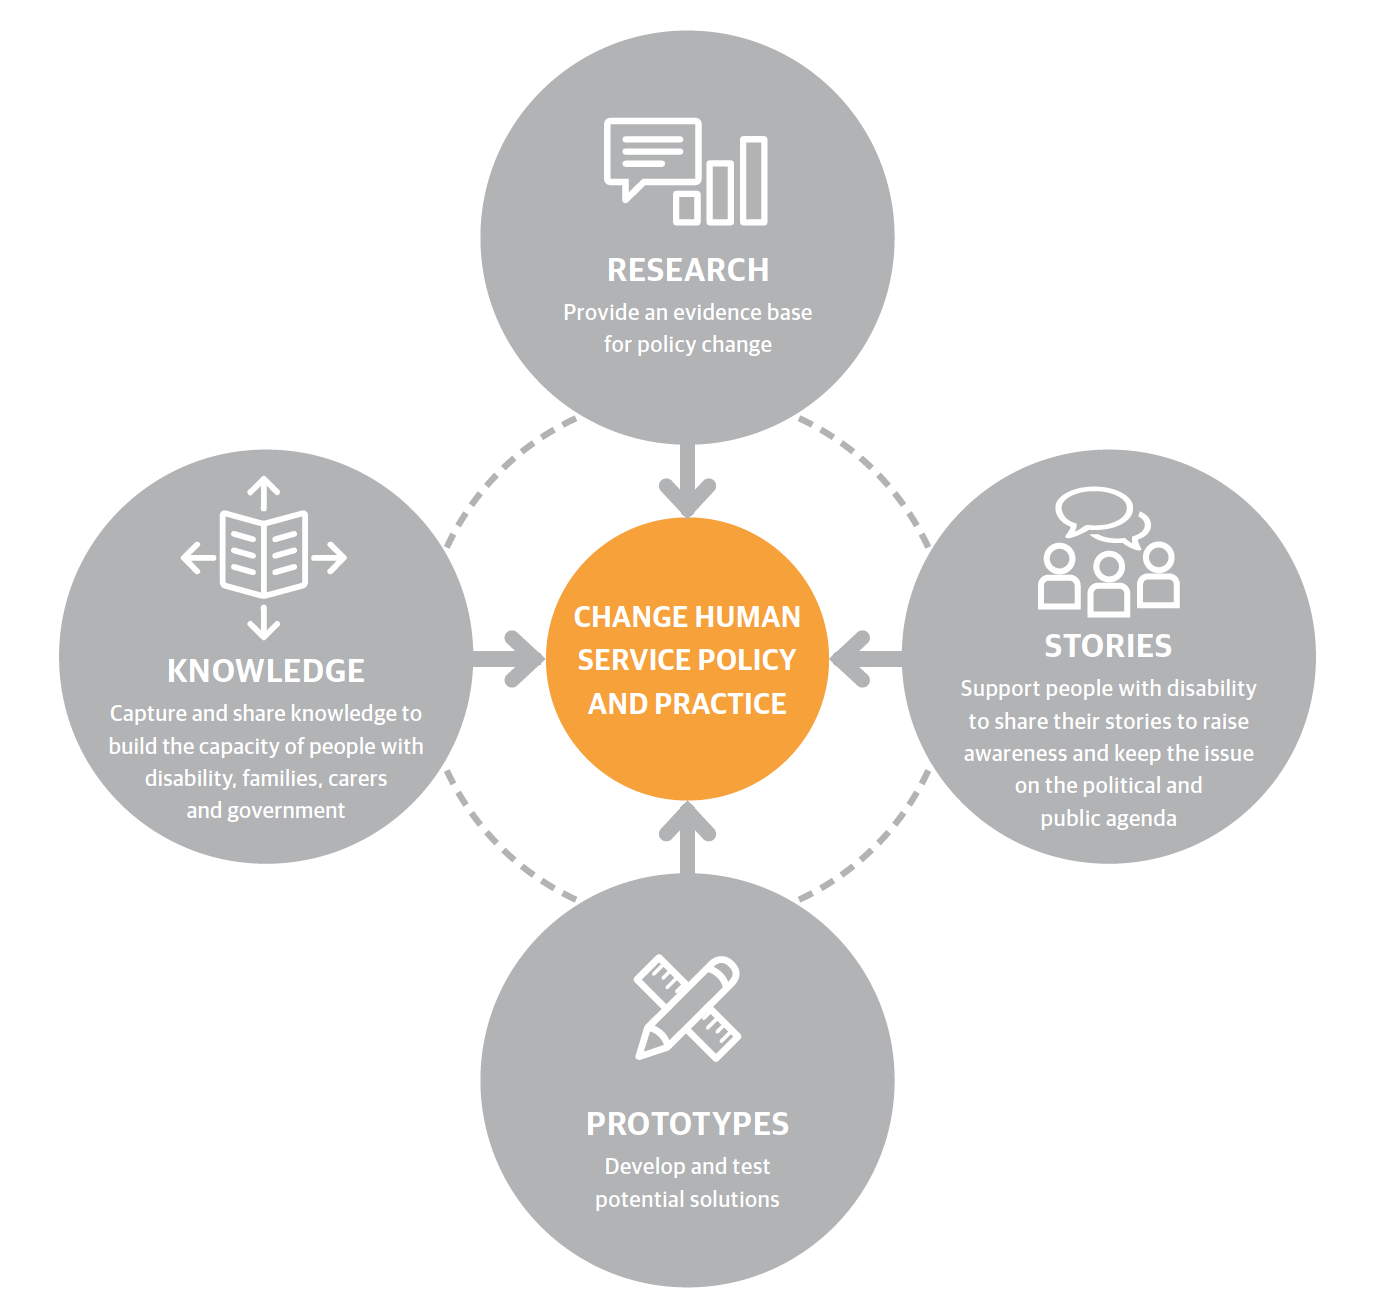 RESEARCH
Provide an evidence base
for policy change
KNOWLEDGE
Capture and share knowledge to
build the capacity of people with
disability, families, carers
and government
CHANGE HUMAN
SERVICE POLICY
AND PRACTICE
STORIES
Support people with disability
to share their stories to raise
awareness and keep the issue
on the political and
public agenda
PROTOTYPES
Develop and test
potential solutions